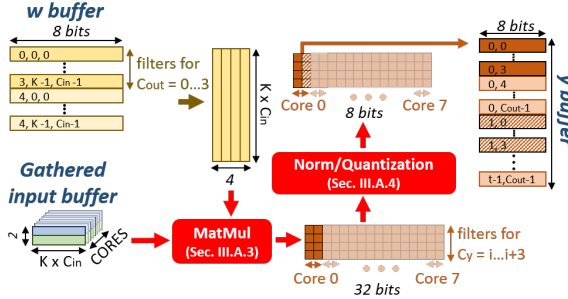 w buffer
8 bits
0, 0, 0
3, K -1, Cin -1
4, 0, 0
4, K -1, Cin-1
filters for
Cout = 0...3
K x Cin
4
Core 0
Core 7
8 bits
8 bits
0, 0
0, 3
0, 4
0, Cout-1
1, 0
1, 3
t-1,Cout-1
y buffer
Norm/Quantization
(Sec. III.A.4)
Gathered
input buffer
2
K x Cin
CORES
MatMul
(Sec. III.A.3)
filters for
Cy = i...i+3
Core 0
Core 7
32 bits